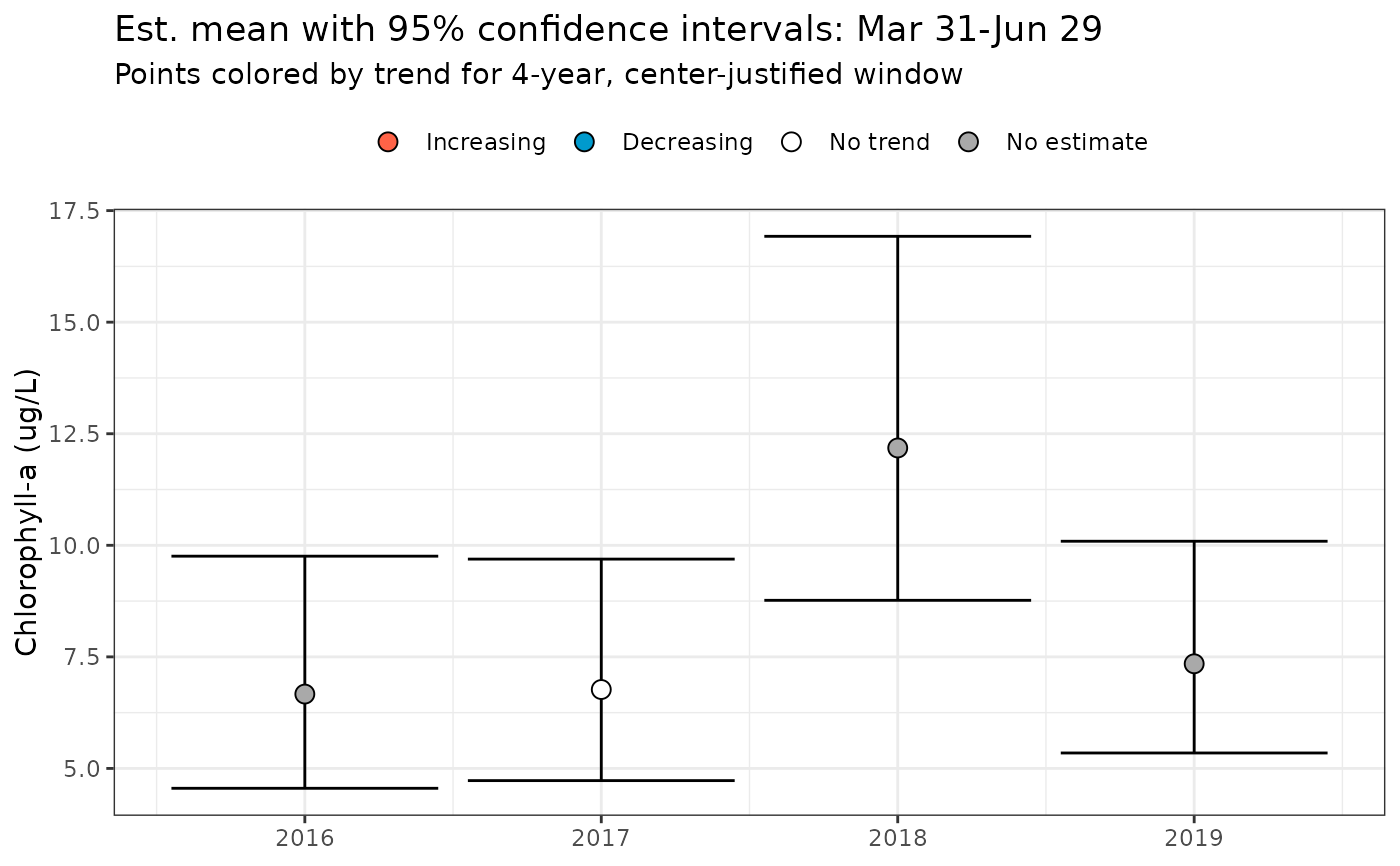 Est. mean with 95% confidence intervals: Mar 31-Jun 29
Points colored by trend for 4-year, center-justified window
Increasing Decreasing No trend No estimate
17.5
15.0
12.5
10.0
7.5
5.0
Chlorophyll-a (ug/L)
2016 2017 2018 2019